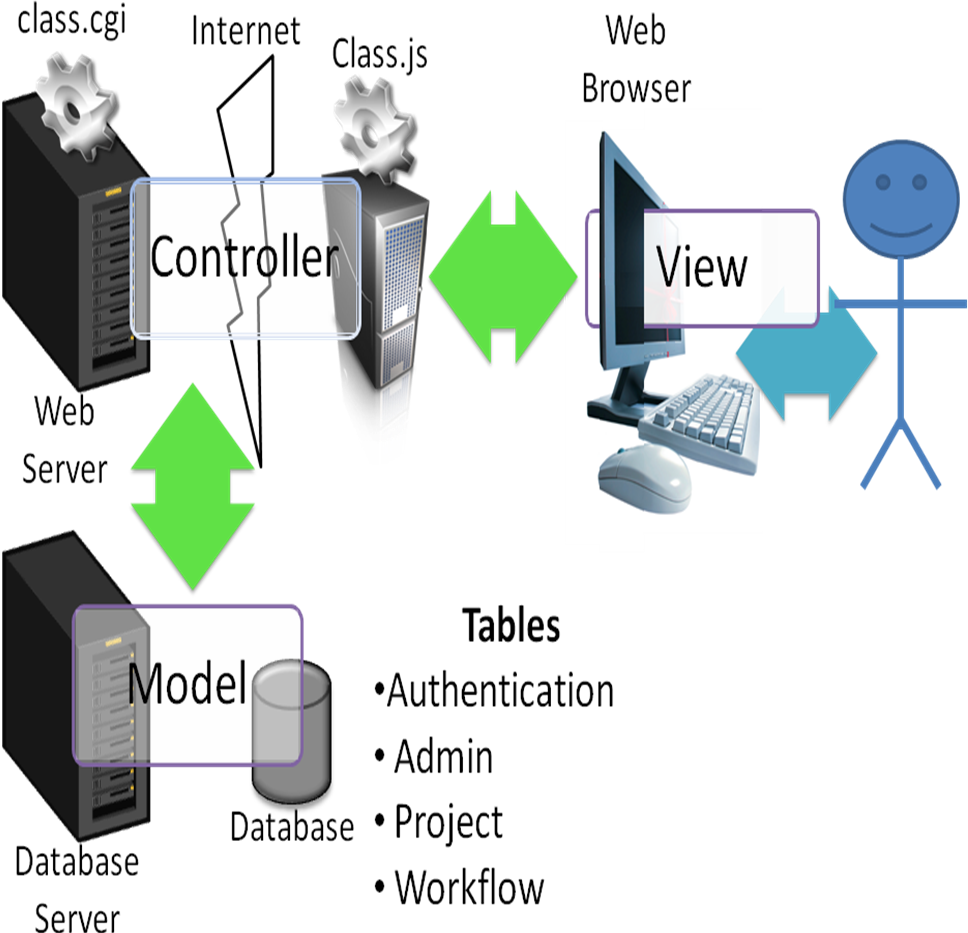 class.cgi
Internet
Class.js
Web
Browser
Controller
View
Web
Server
Model
Database
Database
Server
Tables
•Authentication
• Admin
• Project
• Workflow